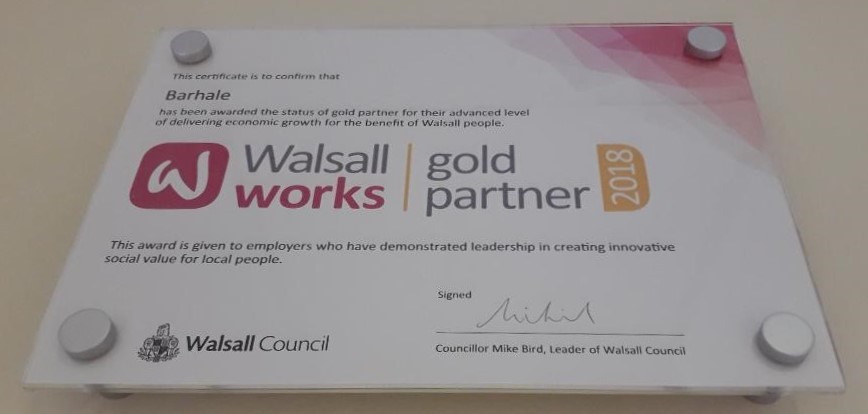 This certificate is to confirm that
Barhale
has been awarded the status of gold partner for their advanced level
of delivering economic growth for the benefit of Walsall people.
w
Walsall
works
gold
partner
2018
This award is given to employers who have demonstrated leadership in creating innovative
social value for local people.
Signed
Walsall Council
Councillor Mike Bird, Leader of Walsall Council